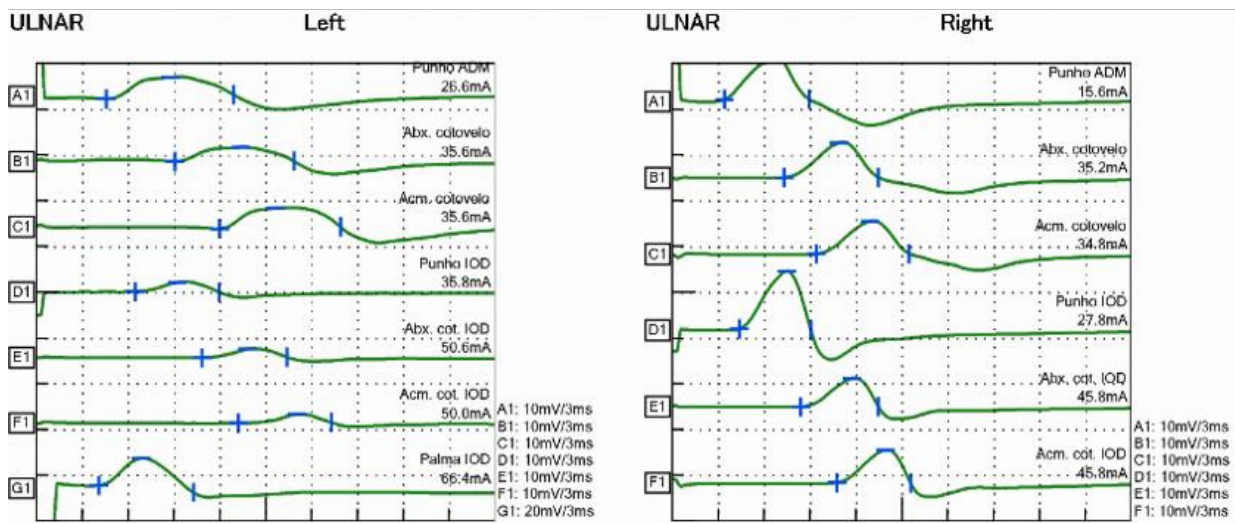 ULNAR
Left
A1
Punho ADM
26.6mA
B1
Abx. cotovelo
35.6mA
C1
Acm. cotovelo
35.6mA
D1
Punho IOD
35.8mA
E1
Abx. cot. IOD
50.6mA
F1
Acm. cot. IOD
50.0mA
G1
Palma IOD
66.4mA
A1: 10mV/3ms
B1: 10mV/3ms
C1: 10mV/3ms
D1: 10mV/3ms
E1: 10mV/3ms
F1: 10mV/3ms
G1: 20mV/3ms
ULNAR
Right
A1
Punho ADM
15.6mA
B1
Abx. cotovelo
35.2mA
C1
Acm. cotovelo
34.8mA
D1
Punho IOD
27.8mA
E1
Abx. cot. IOD
45.8mA
F1
Acm. cot. IOD
45.8mA
A1: 10mV/3ms
B1: 10mV/3ms
C1: 10mV/3ms
D1: 10mV/3ms
E1: 10mV/3ms
F1: 10mV/3ms